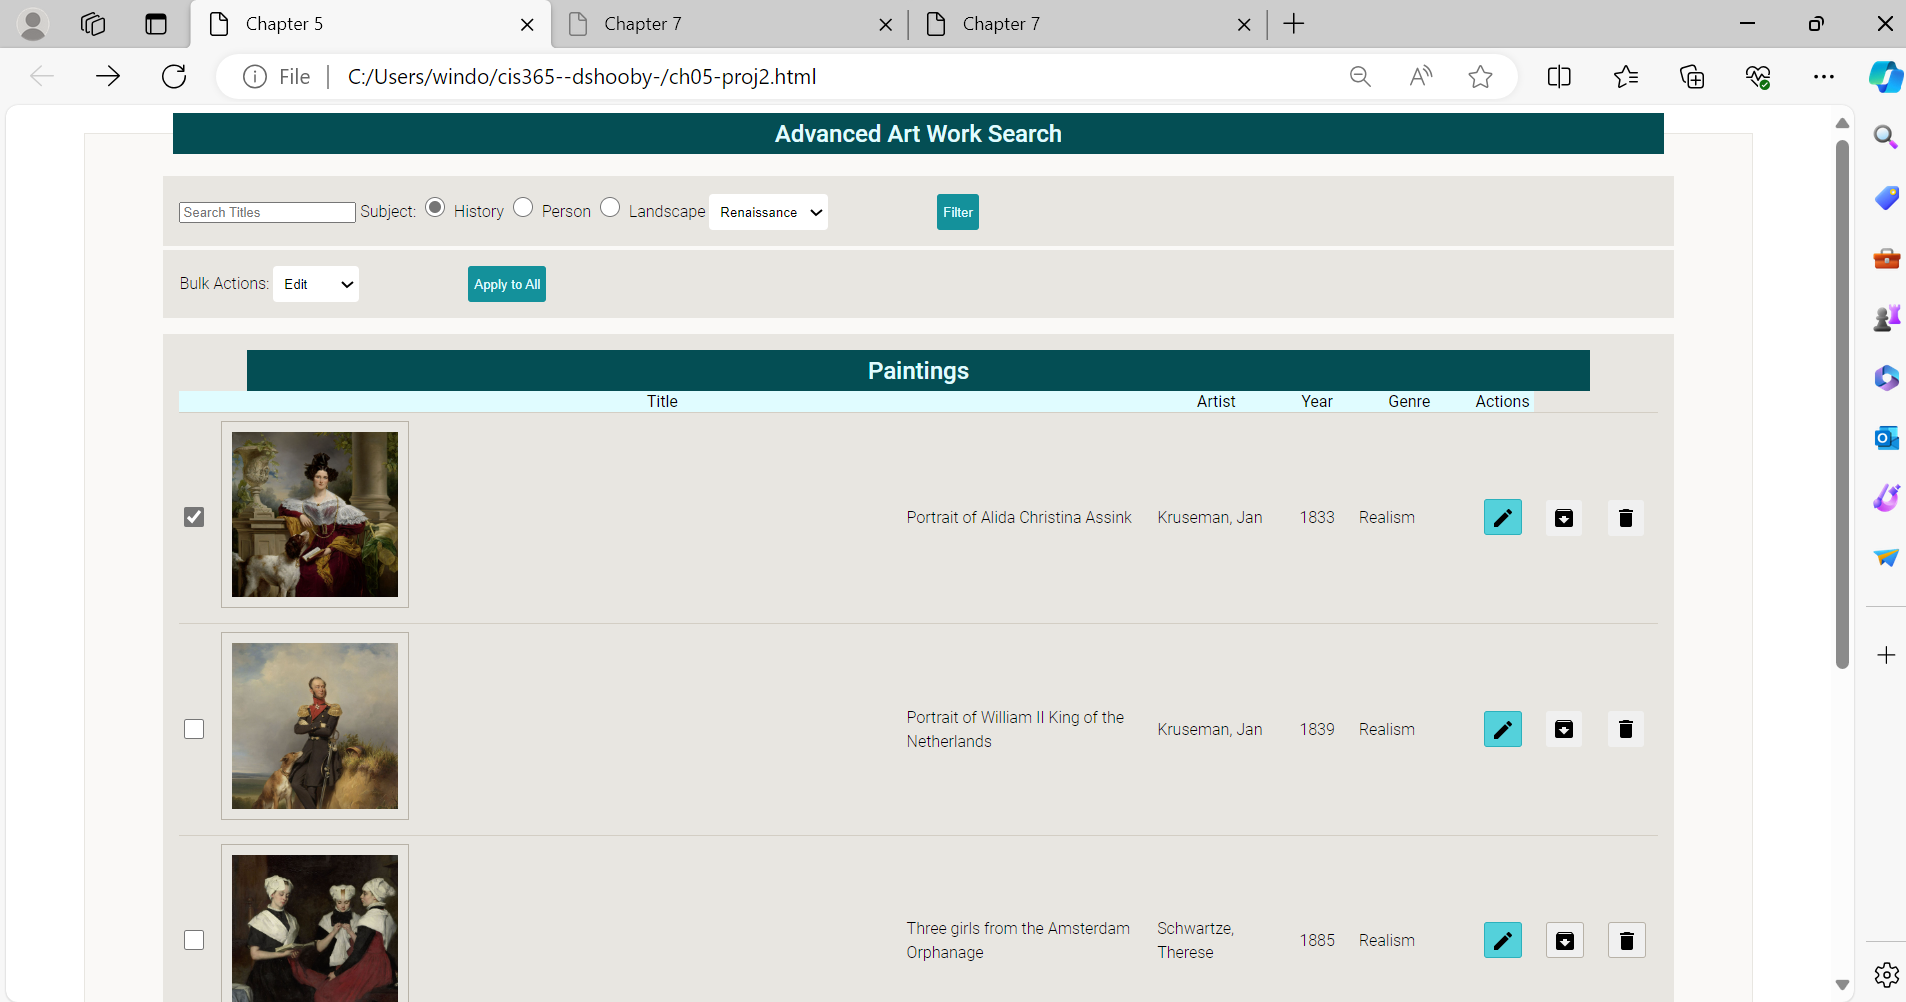 Chapter 5
Chapter 7
Chapter 7
File
C:/Users/windo/cis365--dshooby-/ch05-proj2.html
Advanced Art Work Search
Search Titles Subject: History Person Landscape Renaissance Filter
Bulk Actions: Edit Apply to All
Paintings
Title Artist Year Genre Actions
Portrait of Alida Christina Assink Kruseman, Jan 1833 Realism
Portrait of William II King of the
Netherlands
Kruseman, Jan 1839 Realism
Three girls from the Amsterdam
Orphanage
Schwartze,
Therese
1885 Realism